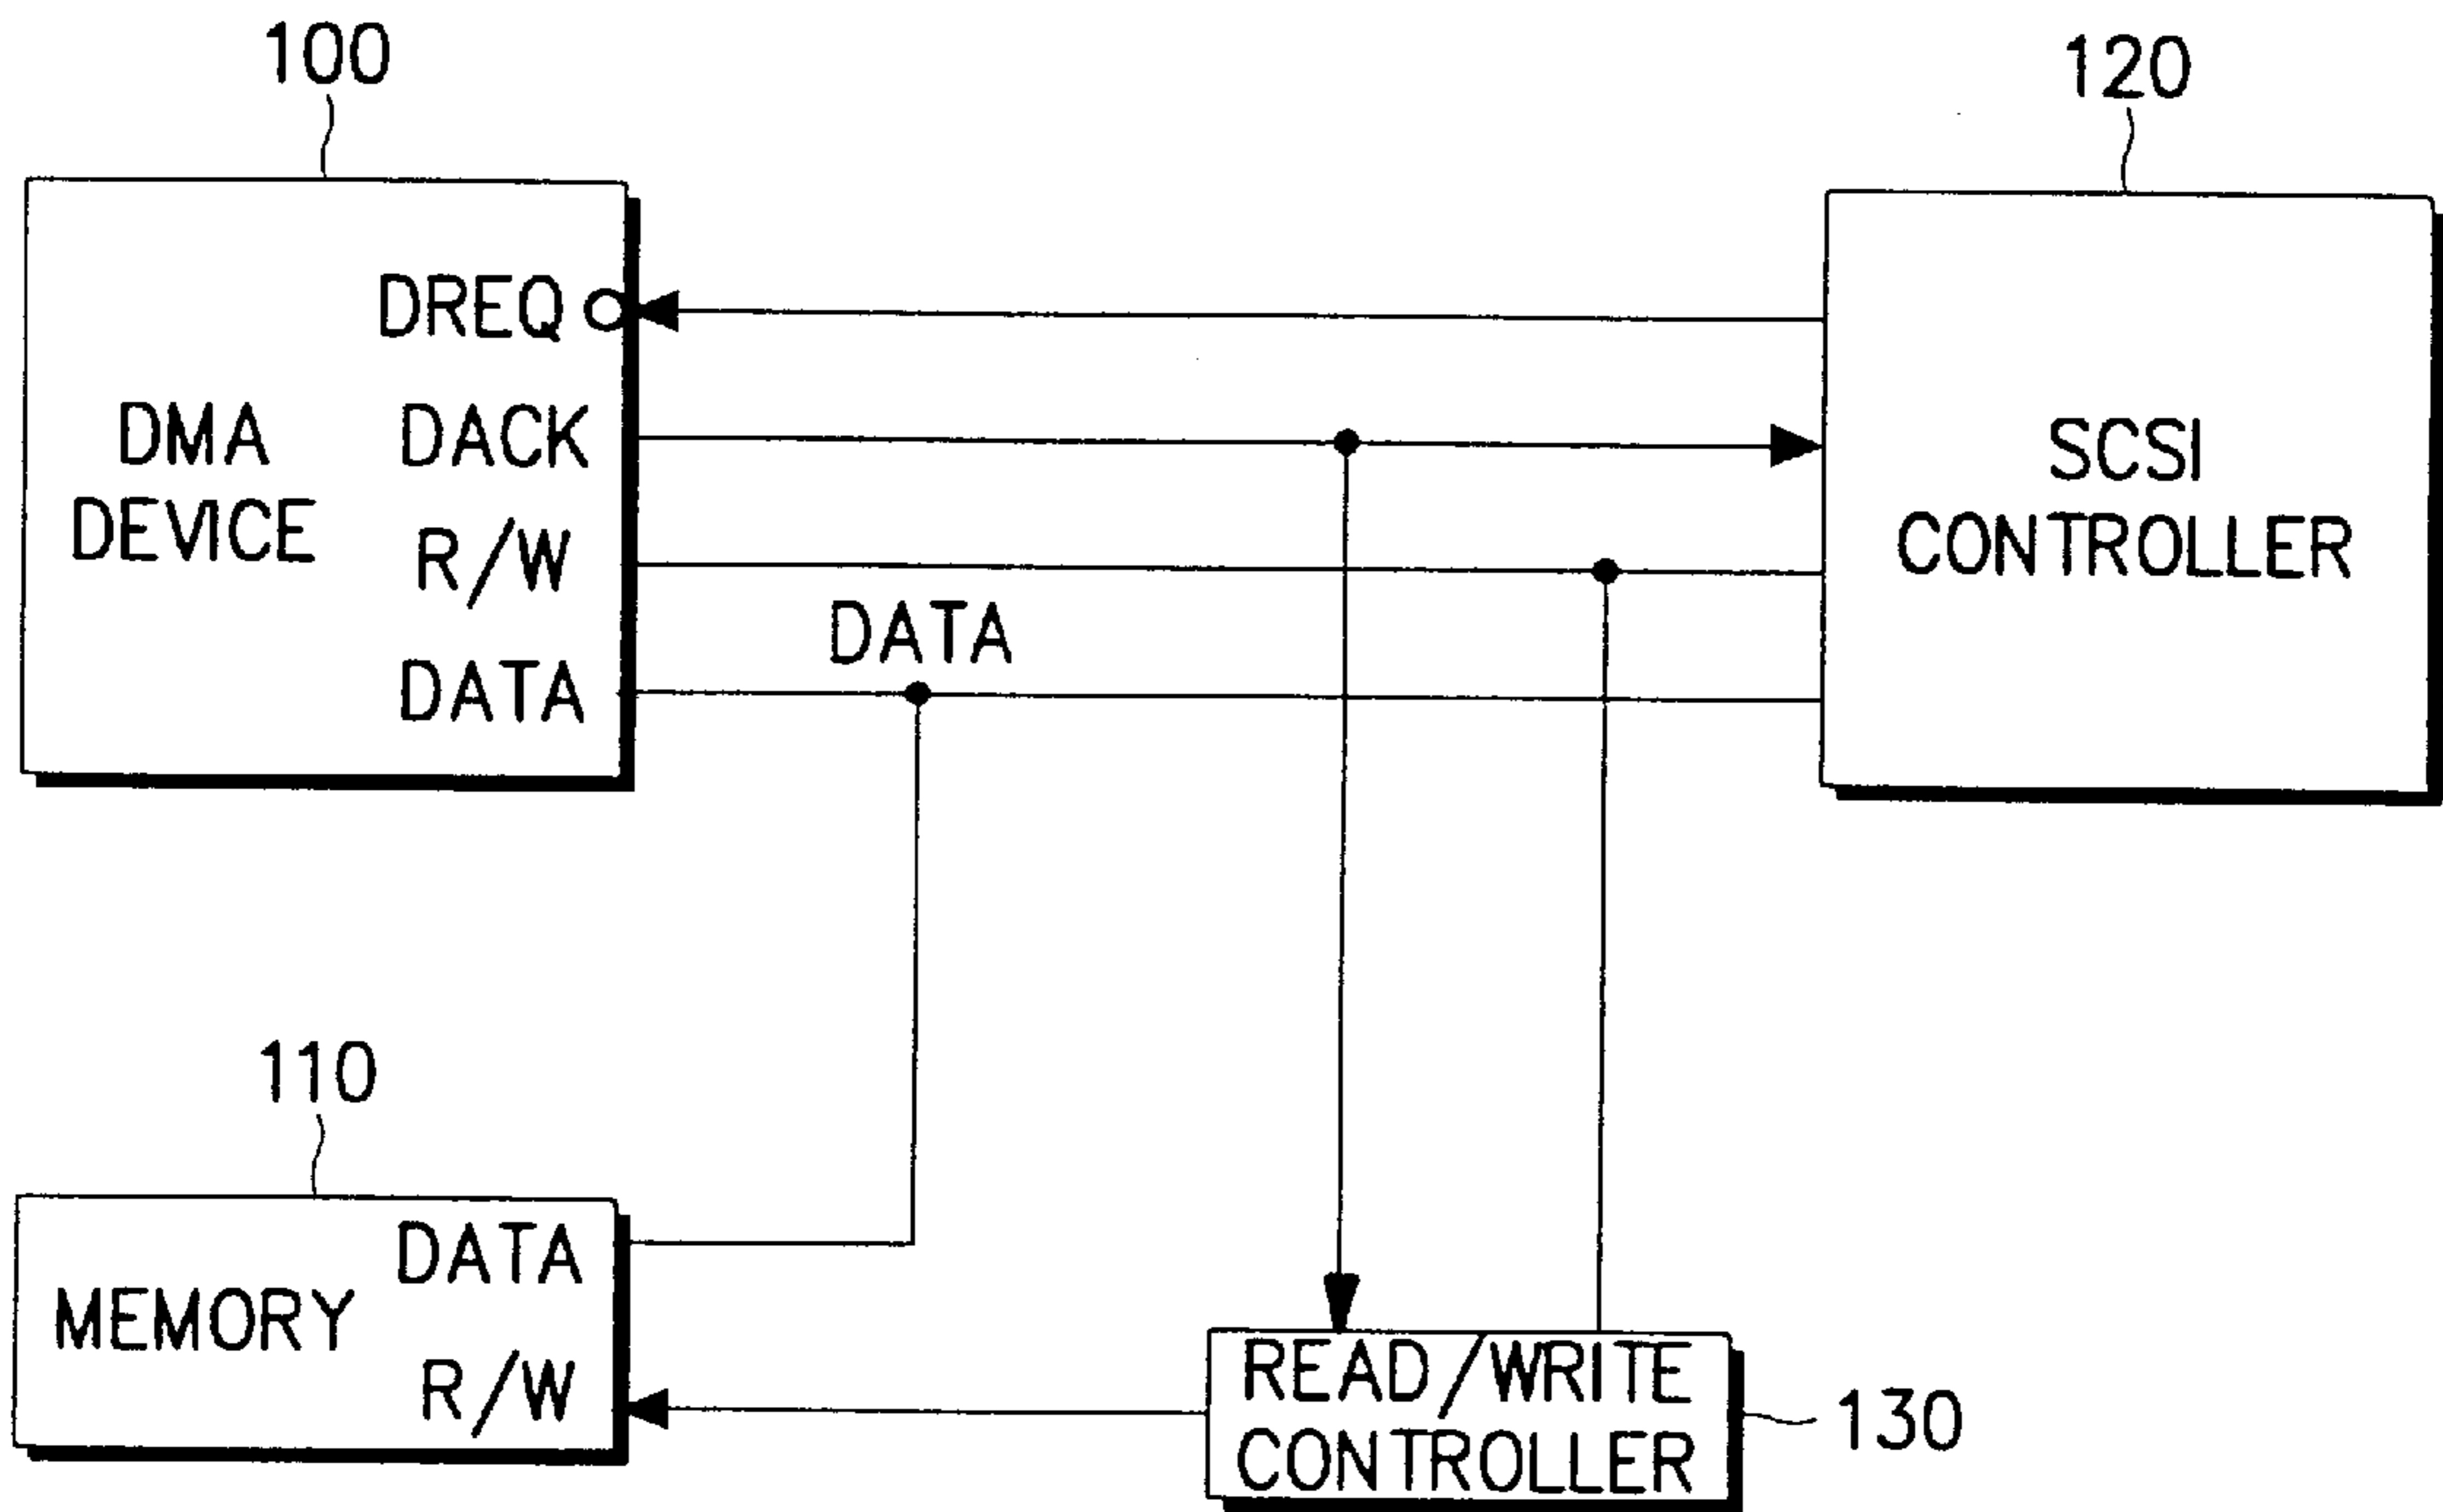 100
120
DREQ
DMA
DEVICE
DACK
R/W
DATA
DATA
SCSI
CONTROLLER
110
MEMORY
DATA
R/W
READ/WRITE
CONTROLLER
130